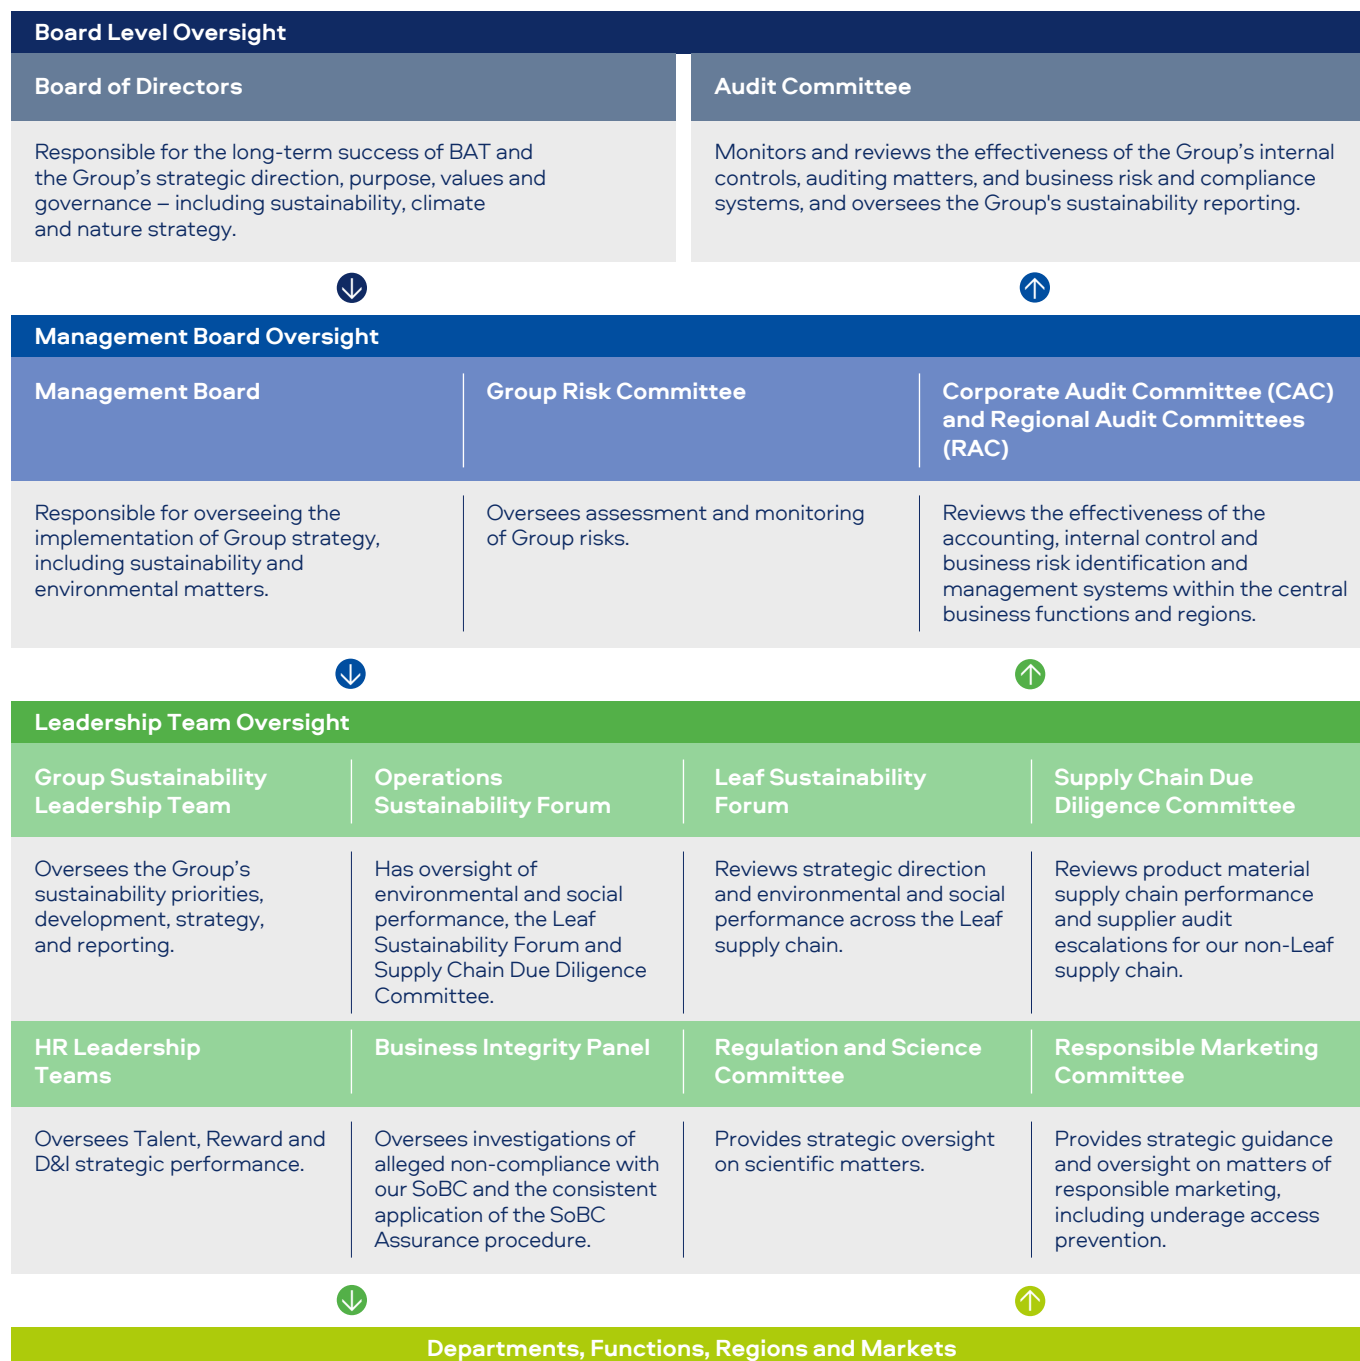 Board Level Oversight
Board of Directors
Responsible for the long-term success of BAT and
the Group’s strategic direction, purpose, values and
governance – including sustainability, climate
and nature strategy.
Audit Committee
Monitors and reviews the effectiveness of the Group’s internal
controls, auditing matters, and business risk and compliance
systems, and oversees the Group's sustainability reporting.
Management Board Oversight
Management Board
Responsible for overseeing the
implementation of Group strategy,
including sustainability and
environmental matters.
Group Risk Committee
Oversees assessment and monitoring
of Group risks.
Corporate Audit Committee (CAC)
and Regional Audit Committees
(RAC)
Reviews the effectiveness of the
accounting, internal control and
business risk identification and
management systems within the central
business functions and regions.
Leadership Team Oversight
Group Sustainability
Leadership Team
Oversees the Group’s
sustainability priorities,
development, strategy,
and reporting.
Operations
Sustainability Forum
Has oversight of
environmental and social
performance, the Leaf
Sustainability Forum and
Supply Chain Due Diligence
Committee.
Leaf Sustainability
Forum
Reviews strategic direction
and environmental and social
performance across the Leaf
supply chain.
Supply Chain Due
Diligence Committee
Reviews product material
supply chain performance
and supplier audit
escalations for our non-Leaf
supply chain.
HR Leadership
Teams
Oversees Talent, Reward and
D&I strategic performance.
Business Integrity Panel
Oversees investigations of
alleged non-compliance with
our SoBC and the consistent
application of the SoBC
Assurance procedure.
Regulation and Science
Committee
Provides strategic oversight
on scientific matters.
Responsible Marketing
Committee
Provides strategic guidance
and oversight on matters of
responsible marketing,
including underage access
prevention.
Departments, Functions, Regions and Markets